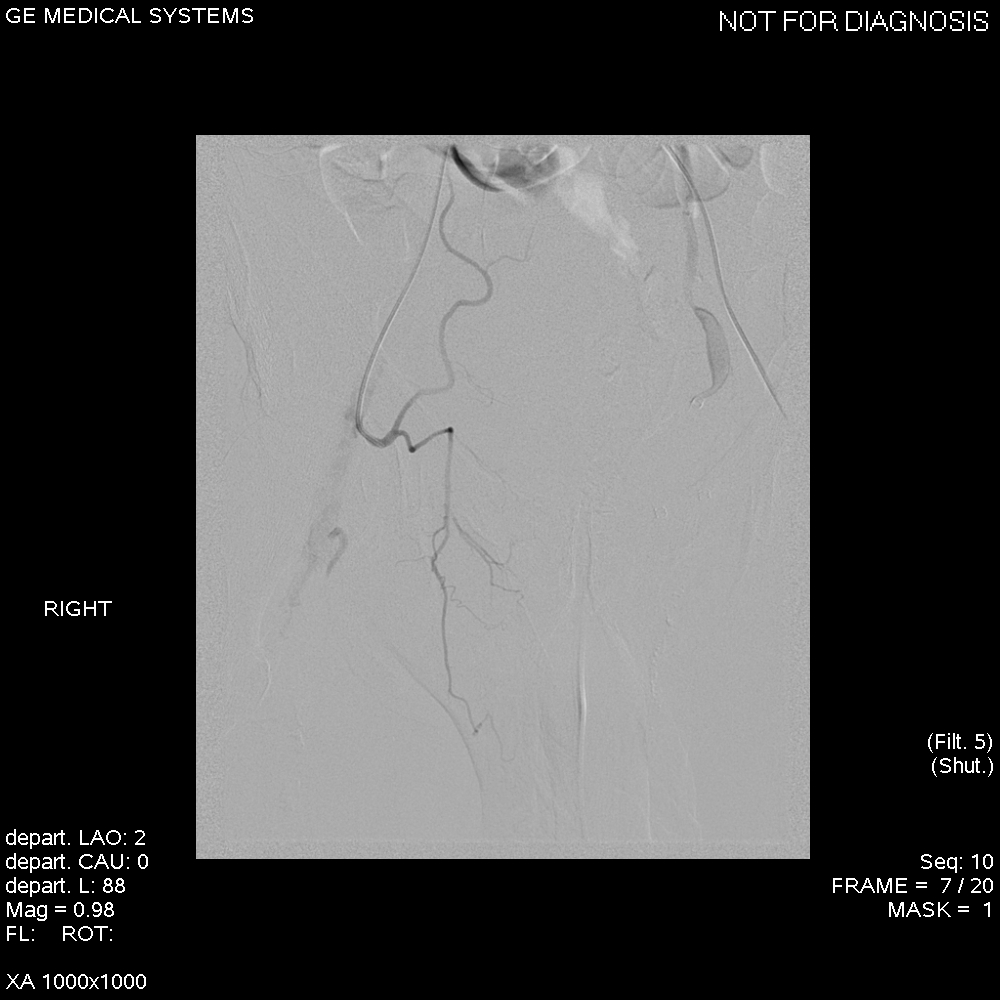 GE MEDICAL SYSTEMS
NOT FOR DIAGNOSIS
RIGHT
(Filt. 5)
(Shut.)
depart. LAO: 2
depart. CAU: 0
depart. L: 88
Mag = 0.98
FL: ROT:
XA 1000x1000
Seq: 10
FRAME = 7 / 20
MASK = 1